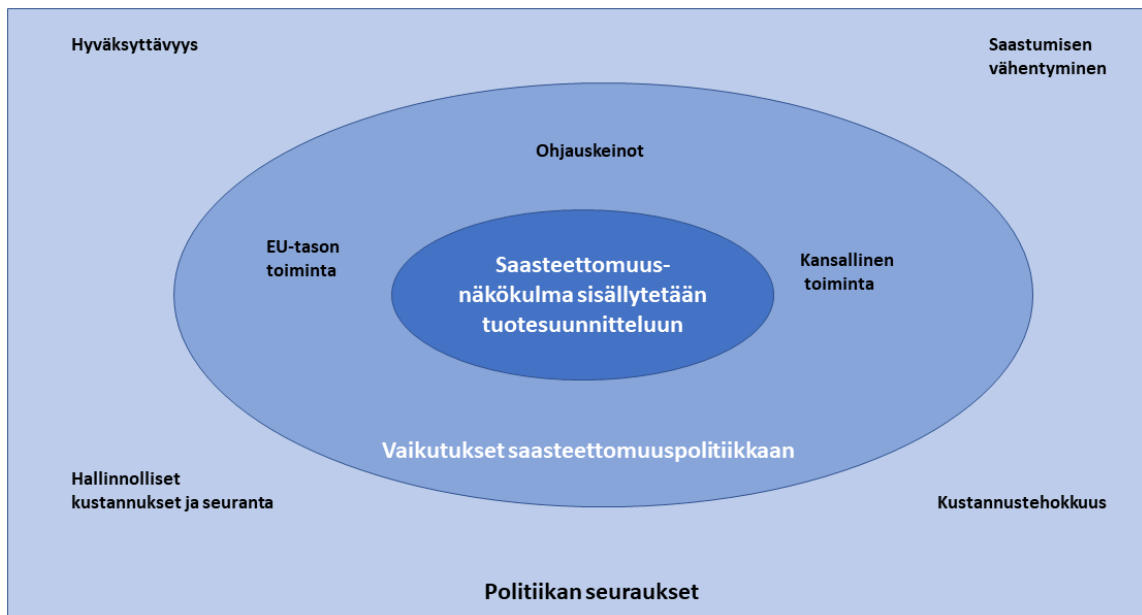 Hyväksyttävyys
Saastumisen
vähentyminen
Ohjauskeinot
EU-tason
toiminta
Saasteettomuus-
näkökulma sisällytetään
tuotesuunnitteluun
Kansallinen
toiminta
Vaikutukset saasteettomuuspolitiikkaan
Hallinnolliset
kustannukset ja seuranta
Kustannustehokkuus
Politiikan seuraukset